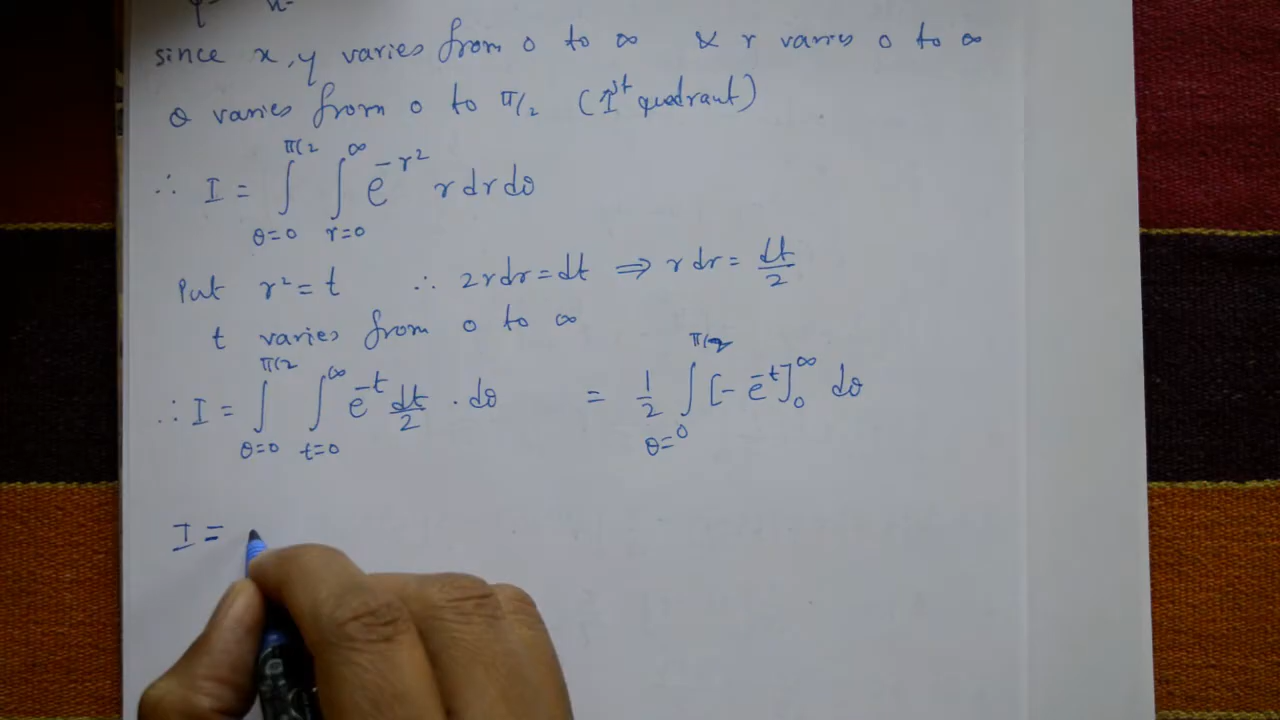 since x, y varies from 0 to ∞ & r varies 0 to ∞
θ varies from 0 to π/2 (Ist quadrant)
∴ I = ∫_{θ=0}^{π/2} ∫_{r=0}^{∞} e^{-r²} r dr dθ
Put r² = t ∴ 2rdr = dt ⇒ r dr = dt/2
t varies from 0 to ∞
∴ I = ∫_{θ=0}^{π/2} ∫_{t=0}^{∞} e^{-t} dt/2 . dθ = 1/2 ∫_{θ=0}^{π/2} [- e^{-t}]_0^∞ dθ
I =